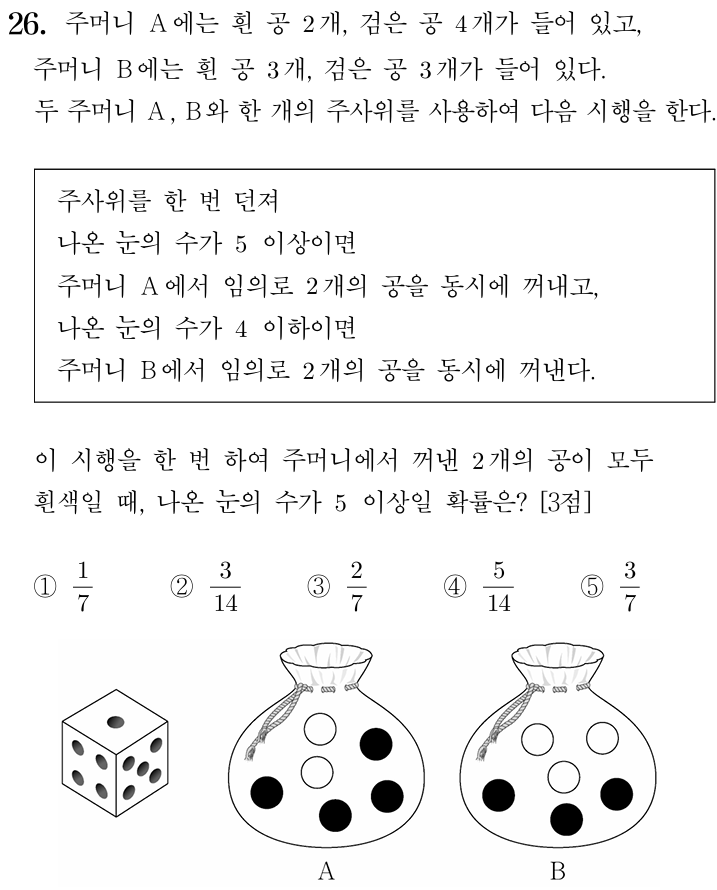 26. 주머니 A에는 흰 공 2개, 검은 공 4개가 들어 있고,
주머니 B에는 흰 공 3개, 검은 공 3개가 들어 있다.
두 주머니 A, B와 한 개의 주사위를 사용하여 다음 시행을 한다.
주사위를 한 번 던져
나온 눈의 수가 5 이상이면
주머니 A에서 임의로 2개의 공을 동시에 꺼내고,
나온 눈의 수가 4 이하이면
주머니 B에서 임의로 2개의 공을 동시에 꺼낸다.
이 시행을 한 번 하여 주머니에서 꺼낸 2개의 공이 모두
흰색일 때, 나온 눈의 수가 5 이상일 확률은? [3점]
① 1/7 ② 3/14 ③ 2/7 ④ 5/14 ⑤ 3/7
A B